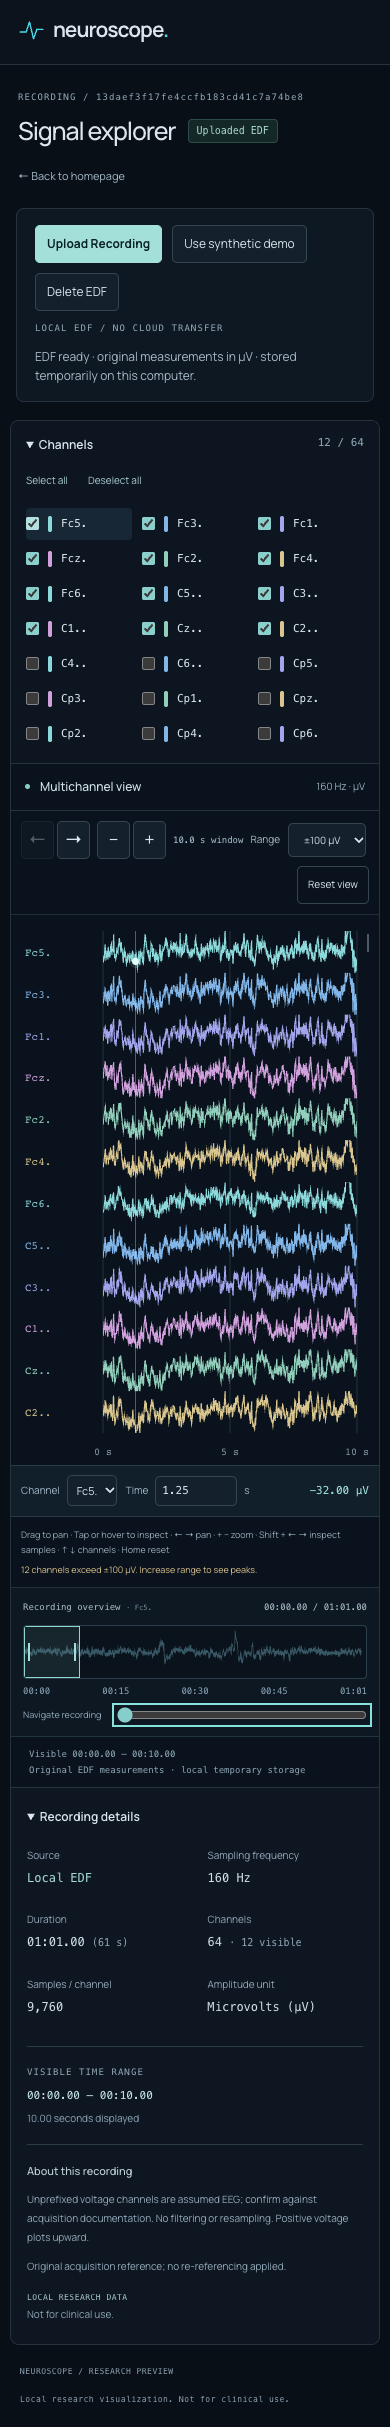 neuroscope.
RECORDING / 13daef3f17fe4ccfb183cd41c7a74be8
Signal explorer Uploaded EDF
← Back to homepage
Upload Recording Use synthetic demo
Delete EDF
LOCAL EDF / NO CLOUD TRANSFER
EDF ready · original measurements in µV · stored
temporarily on this computer.
▼ Channels 12 / 64
Select all Deselect all
Fc5. Fc3. Fc1.
Fcz. Fc2. Fc4.
Fc6. C5.. C3..
C1.. Cz.. C2..
C4.. C6.. Cp5.
Cp3. Cp1. Cpz.
Cp2. Cp4. Cp6.
Multichannel view 160 Hz · µV
← → − + 10.0 s window Range ±100 µV
Reset view
Fc5.
Fc3.
Fc1.
Fcz.
Fc2.
Fc4.
Fc6.
C5..
C3..
C1..
Cz..
C2..
0 s 5 s 10 s
Channel Fc5. Time 1.25 s −32.00 µV
Drag to pan · Tap or hover to inspect · ← → pan · + − zoom · Shift + ← → inspect
samples · ↑ ↓ channels · Home reset
12 channels exceed ±100 µV. Increase range to see peaks.
Recording overview · Fc5. 00:00.00 / 01:01.00
00:00 00:15 00:30 00:45 01:01
Navigate recording
Visible 00:00.00 — 00:10.00
Original EDF measurements · local temporary storage
▼ Recording details
Source Sampling frequency
Local EDF 160 Hz
Duration Channels
01:01.00 (61 s) 64 · 12 visible
Samples / channel Amplitude unit
9,760 Microvolts (µV)
VISIBLE TIME RANGE
00:00.00 — 00:10.00
10.00 seconds displayed
About this recording
Unprefixed voltage channels are assumed EEG; confirm against
acquisition documentation. No filtering or resampling. Positive voltage
plots upward.
Original acquisition reference; no re-referencing applied.
LOCAL RESEARCH DATA
Not for clinical use.
NEUROSCOPE / RESEARCH PREVIEW
Local research visualization. Not for clinical use.